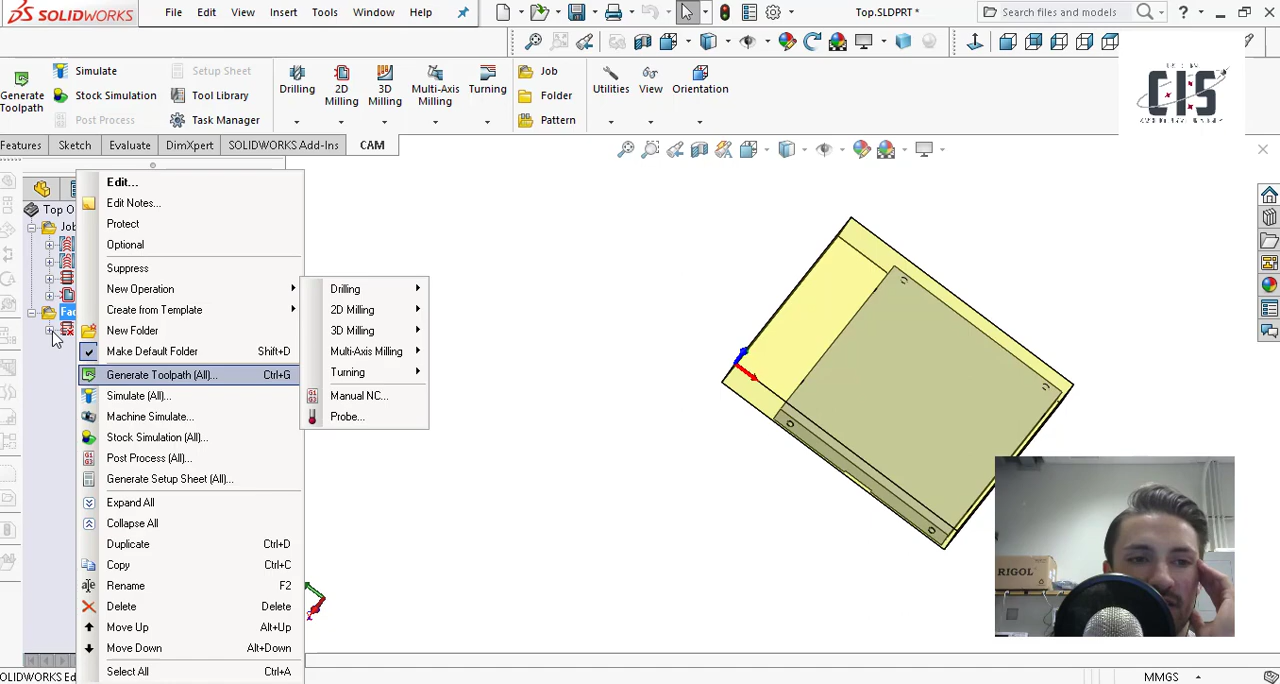 SOLIDWORKS
File
Edit
View
Insert
Tools
Window
Help
Top.SLDPRT *
Search files and models
?
Generate Toolpath
Simulate
Stock Simulation
Post Process
Setup Sheet
Tool Library
Task Manager
Drilling
2D Milling
3D Milling
Multi-Axis Milling
Turning
Job
Folder
Pattern
Utilities
View
Orientation
CIS
Features
Sketch
Evaluate
DimXpert
SOLIDWORKS Add-Ins
CAM
Top O
Job
Fac
Edit...
Edit Notes...
Protect
Optional
Suppress
New Operation
Create from Template
New Folder
Make Default Folder Shift+D
Generate Toolpath (All)... Ctrl+G
Simulate (All)...
Machine Simulate...
Stock Simulation (All)...
Post Process (All)...
Generate Setup Sheet (All)...
Expand All
Collapse All
Duplicate Ctrl+D
Copy Ctrl+C
Rename F2
Delete Delete
Move Up Alt+Up
Move Down Alt+Down
Select All Ctrl+A
Drilling
2D Milling
3D Milling
Multi-Axis Milling
Turning
Manual NC...
Probe...
RIGOL
SOLIDWORKS Ed
MMGS